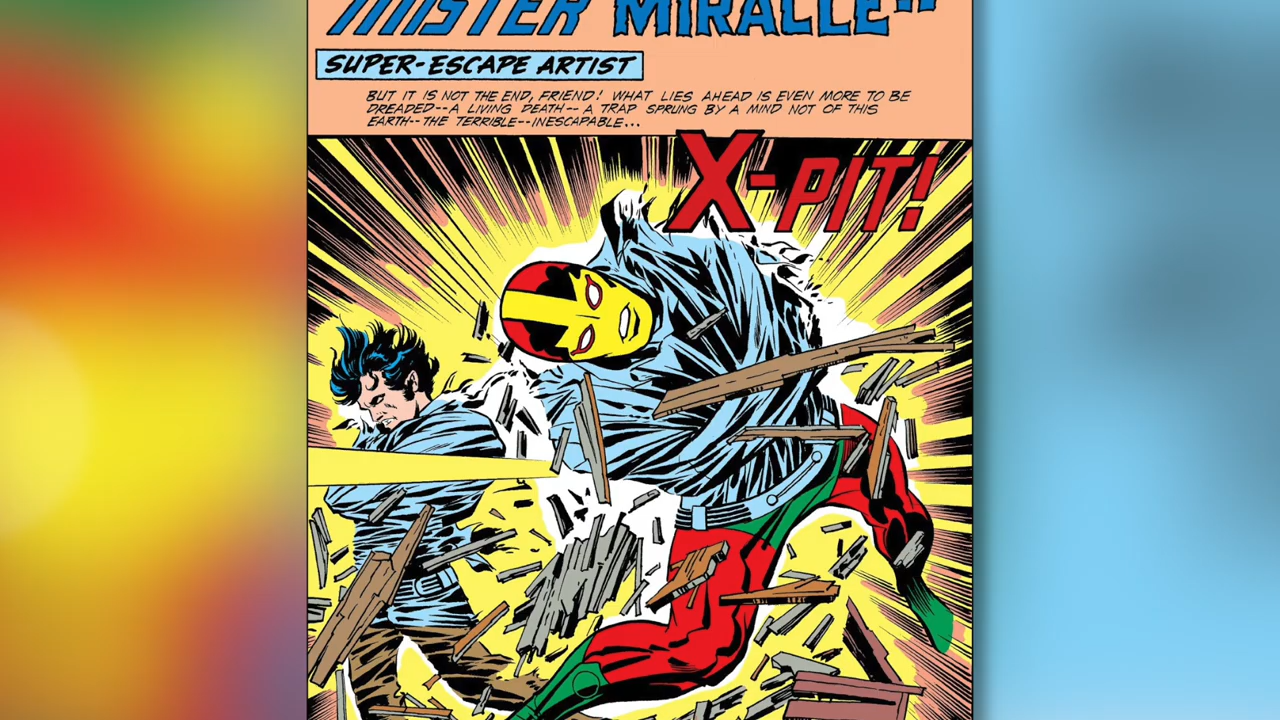 MISTER MIRACLE"
SUPER-ESCAPE ARTIST
BUT IT IS NOT THE END, FRIEND! WHAT LIES AHEAD IS EVEN MORE TO BE
DREADED--A LIVING DEATH--A TRAP SPRUNG BY A MIND NOT OF THIS
EARTH--THE TERRIBLE--INESCAPABLE...
X-PIT!